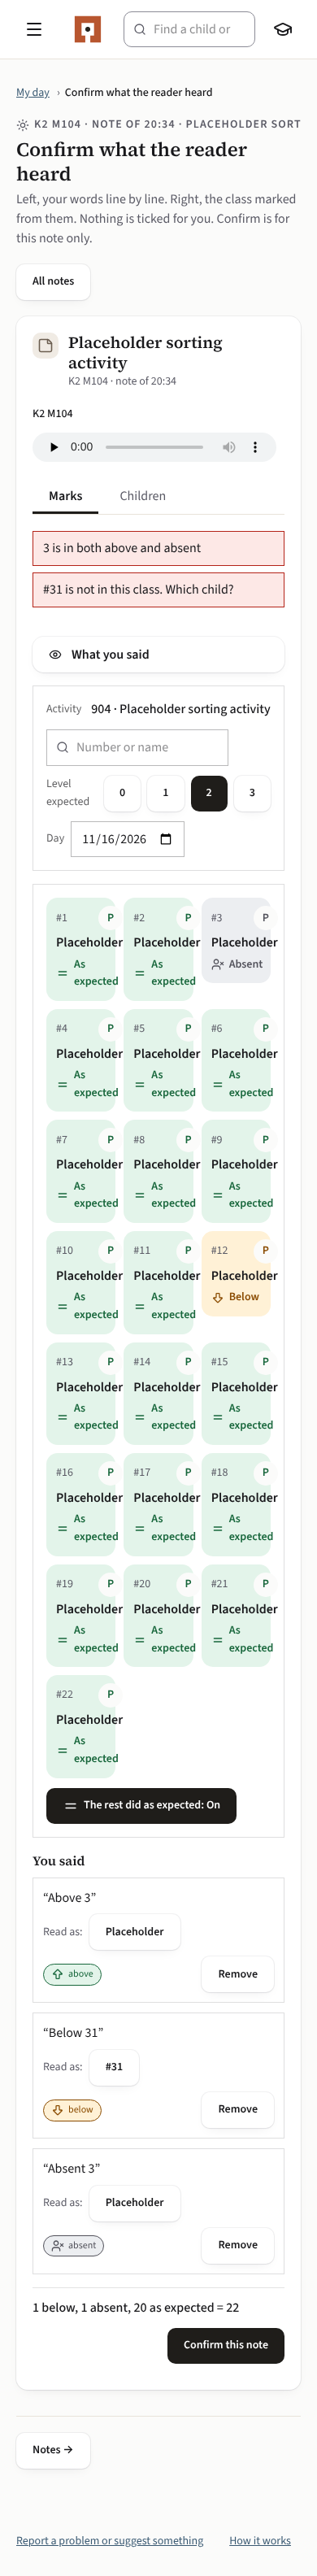 Find a child or
My day › Confirm what the reader heard
K2 M104 · NOTE OF 20:34 · PLACEHOLDER SORT
Confirm what the reader
heard
Left, your words line by line. Right, the class marked
from them. Nothing is ticked for you. Confirm is for
this note only.
All notes
Placeholder sorting
activity
K2 M104 · note of 20:34
K2 M104
0:00
Marks Children
3 is in both above and absent
#31 is not in this class. Which child?
What you said
Activity 904 · Placeholder sorting activity
Number or name
Level
expected
0 1 2 3
Day 11/16/2026
#1 P #2 P #3 P
Placeholder Placeholder Placeholder
As expected As expected Absent
#4 P #5 P #6 P
Placeholder Placeholder Placeholder
As expected As expected As expected
#7 P #8 P #9 P
Placeholder Placeholder Placeholder
As expected As expected As expected
#10 P #11 P #12 P
Placeholder Placeholder Placeholder
As expected As expected Below
#13 P #14 P #15 P
Placeholder Placeholder Placeholder
As expected As expected As expected
#16 P #17 P #18 P
Placeholder Placeholder Placeholder
As expected As expected As expected
#19 P #20 P #21 P
Placeholder Placeholder Placeholder
As expected As expected As expected
#22 P
Placeholder
As expected
The rest did as expected: On
You said
“Above 3”
Read as: Placeholder
above Remove
“Below 31”
Read as: #31
below Remove
“Absent 3”
Read as: Placeholder
absent Remove
1 below, 1 absent, 20 as expected = 22
Confirm this note
Notes →
Report a problem or suggest something How it works